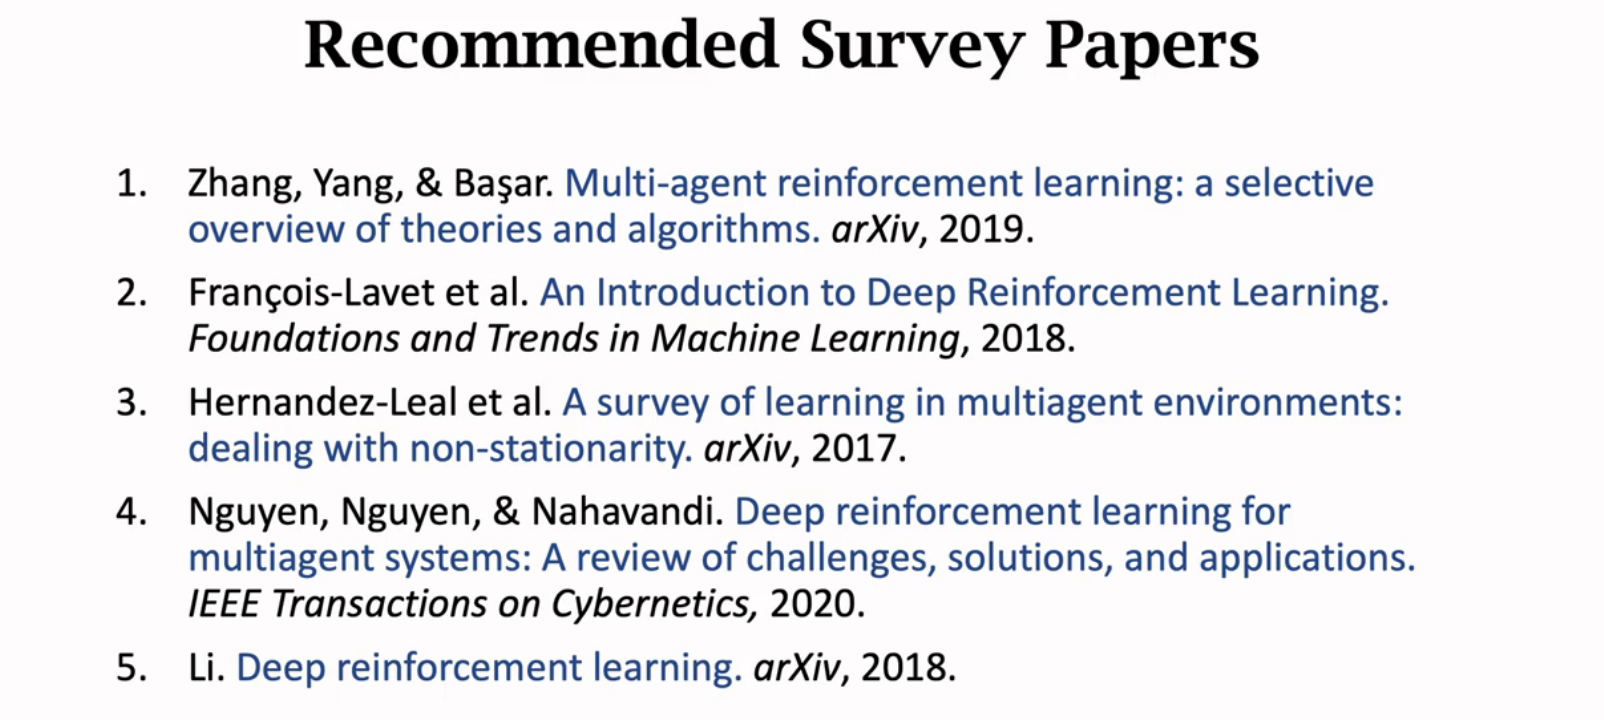 Recommended Survey Papers
1. Zhang, Yang, & Başar. Multi-agent reinforcement learning: a selective
overview of theories and algorithms. arXiv, 2019.
2. François-Lavet et al. An Introduction to Deep Reinforcement Learning.
Foundations and Trends in Machine Learning, 2018.
3. Hernandez-Leal et al. A survey of learning in multiagent environments:
dealing with non-stationarity. arXiv, 2017.
4. Nguyen, Nguyen, & Nahavandi. Deep reinforcement learning for
multiagent systems: A review of challenges, solutions, and applications.
IEEE Transactions on Cybernetics, 2020.
5. Li. Deep reinforcement learning. arXiv, 2018.